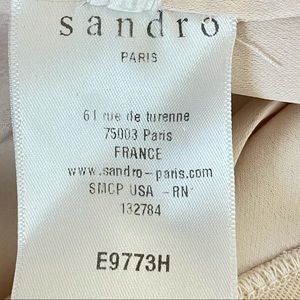 sandro
PARIS
61 rue de turenne
75003 Paris
FRANCE
www.sandro-paris.com
SMCP USA -RN°
132784
E9773H